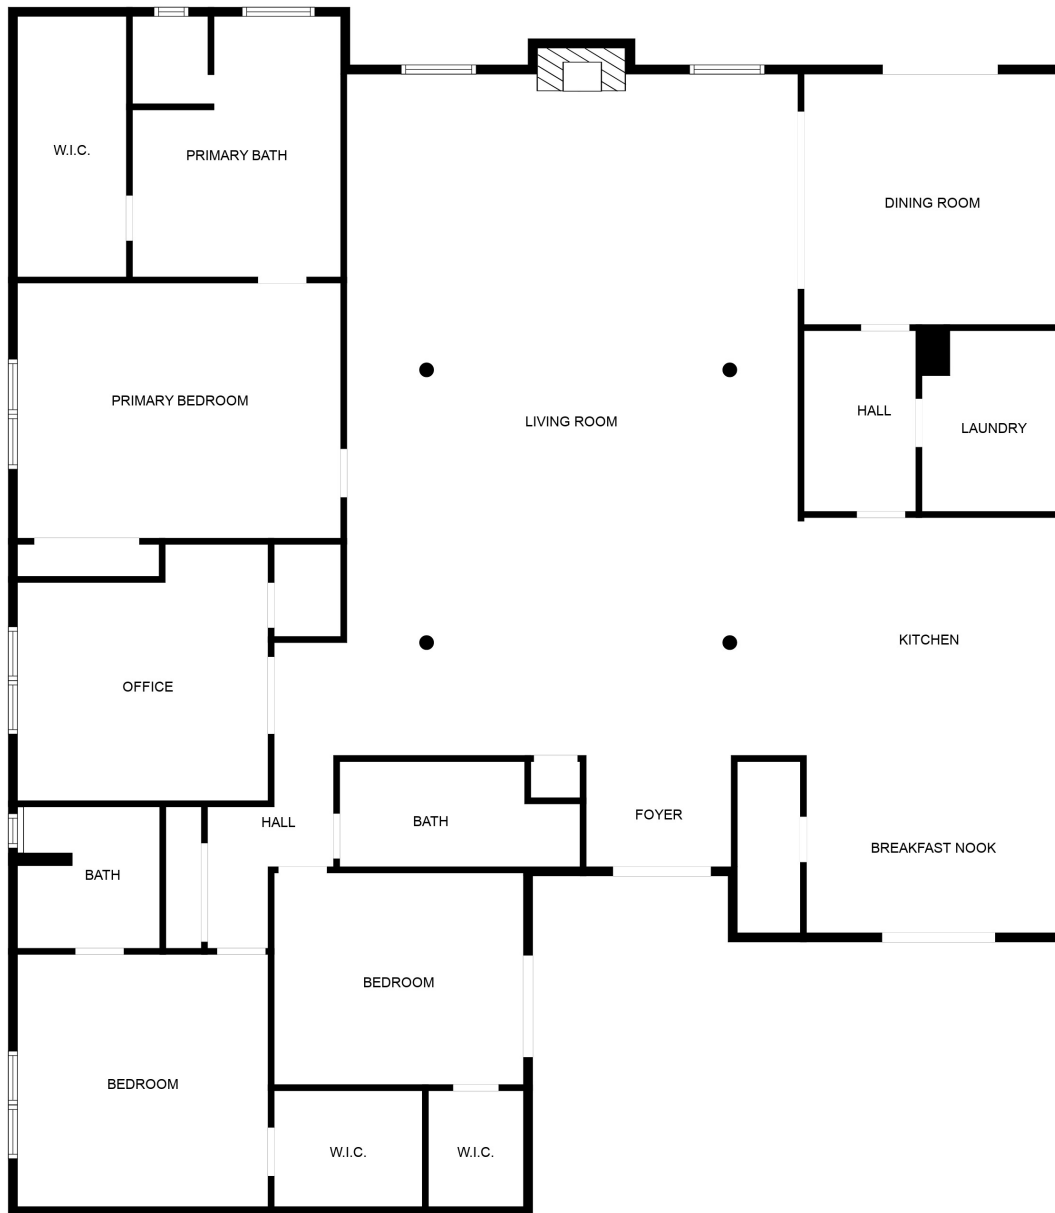 W.I.C.
PRIMARY BATH
DINING ROOM
PRIMARY BEDROOM
LIVING ROOM
HALL
LAUNDRY
KITCHEN
OFFICE
HALL
BATH
FOYER
BREAKFAST NOOK
BATH
BEDROOM
BEDROOM
W.I.C.
W.I.C.